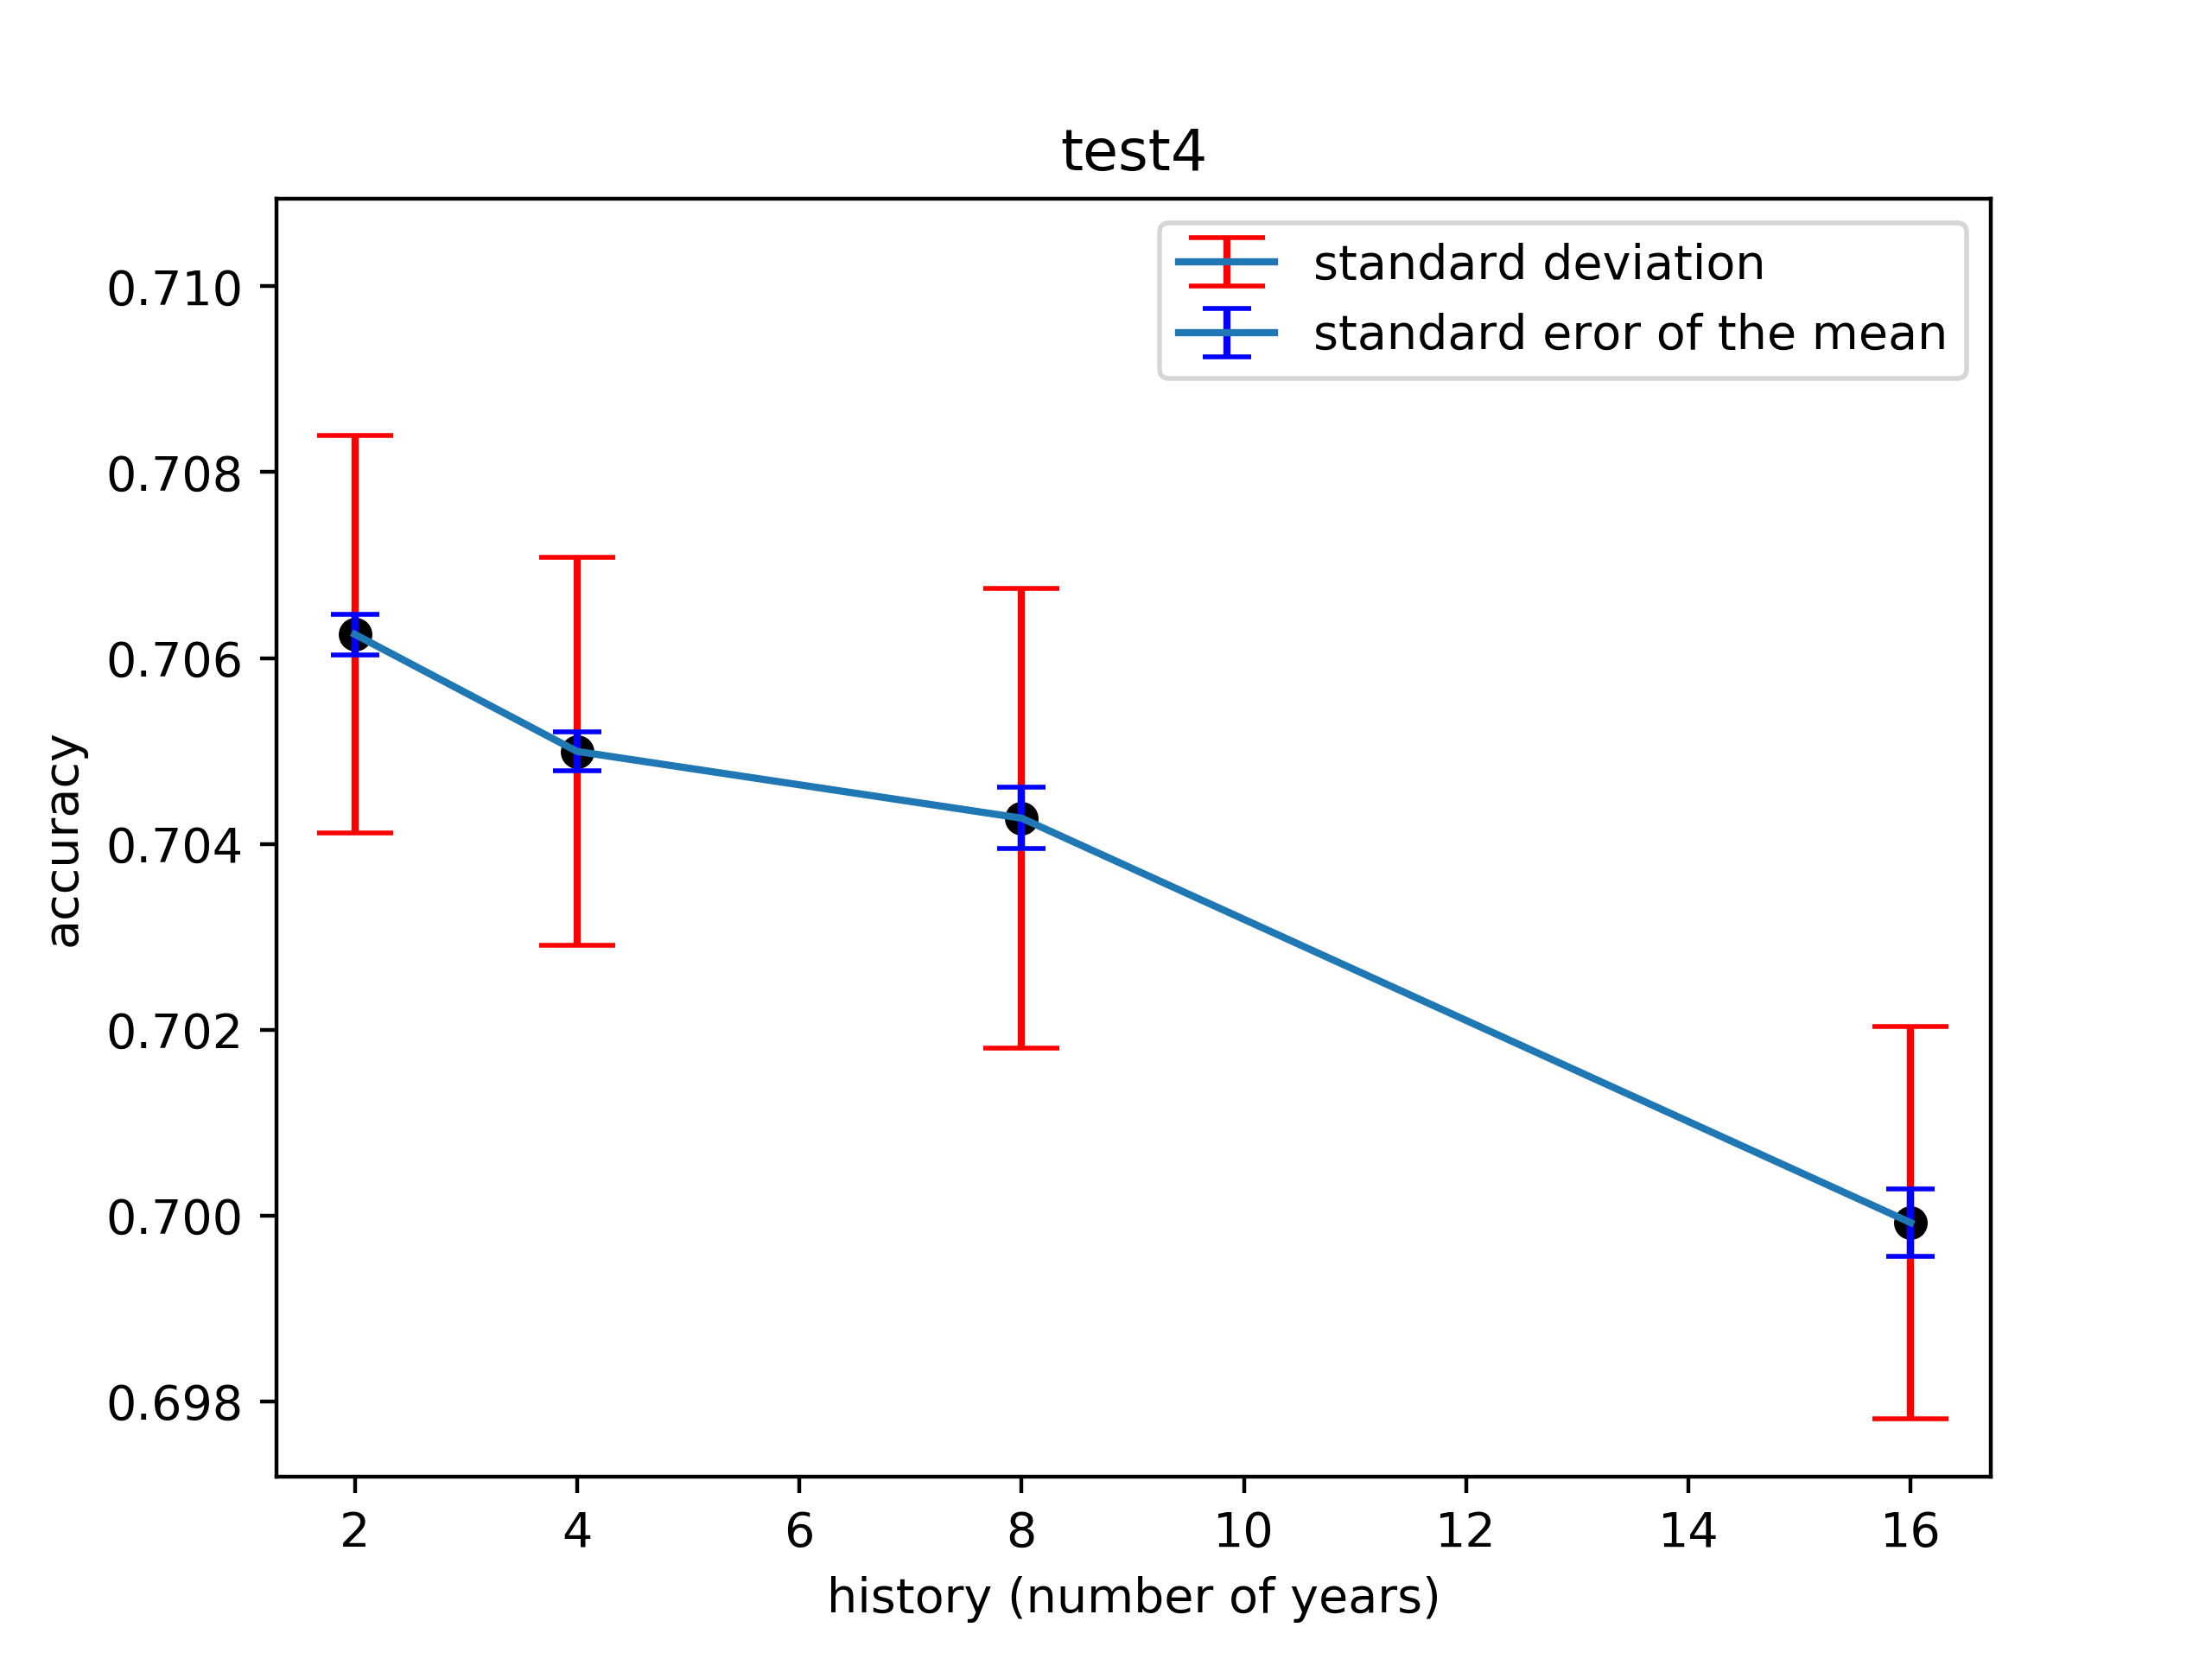 test4
standard deviation
standard eror of the mean
0.710
0.708
0.706
0.704
0.702
0.700
0.698
accuracy
2 4 6 8 10 12 14 16
history (number of years)